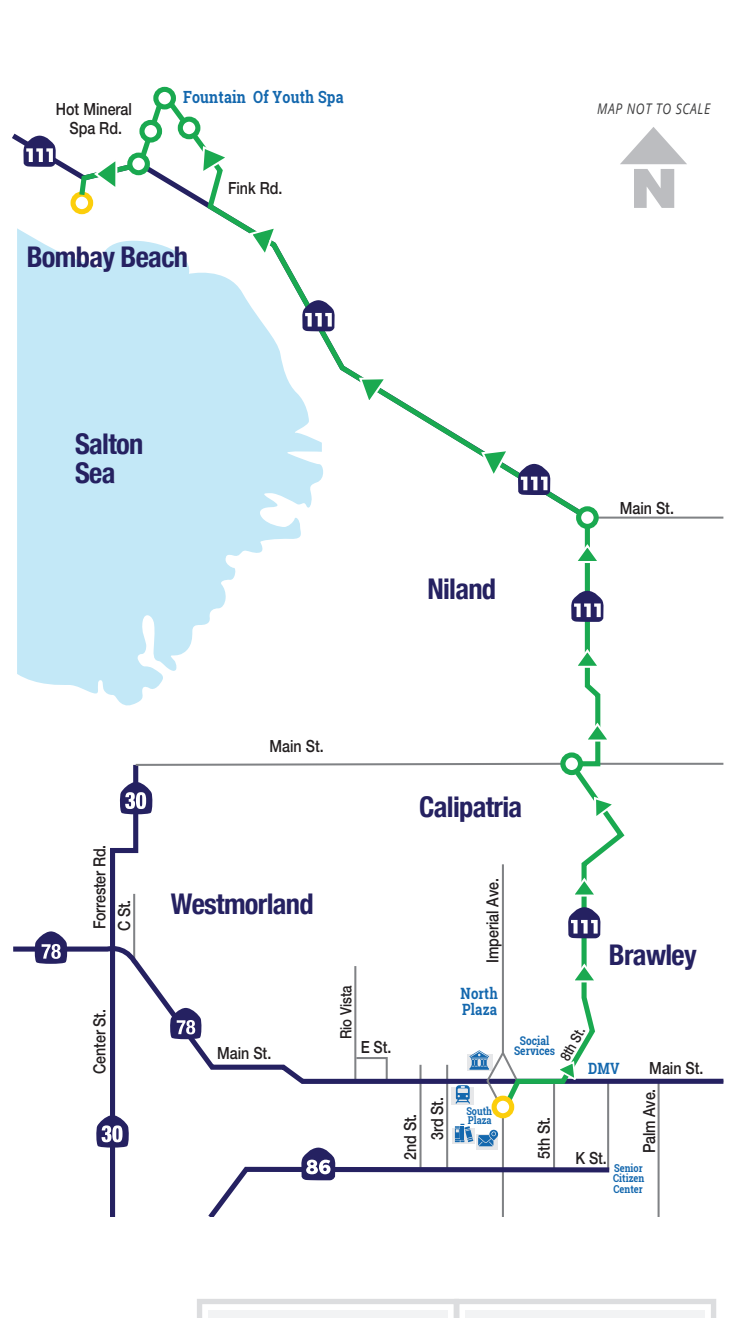 Fountain Of Youth Spa
Hot Mineral
Spa Rd.
MAP NOT TO SCALE
111
N
Fink Rd.
Bombay Beach
111
Salton
Sea
111
Main St.
Niland
111
Main St.
30
Calipatria
Forrester Rd.
C St.
Westmorland
Imperial Ave.
111
78
Brawley
North
Plaza
Rio Vista
Center St.
78
Social
Services
8th St.
E St.
Main St.
DMV
Main St.
South
Plaza
2nd St.
3rd St.
5th St.
Palm Ave.
30
86
K St.
Senior
Citizen
Center